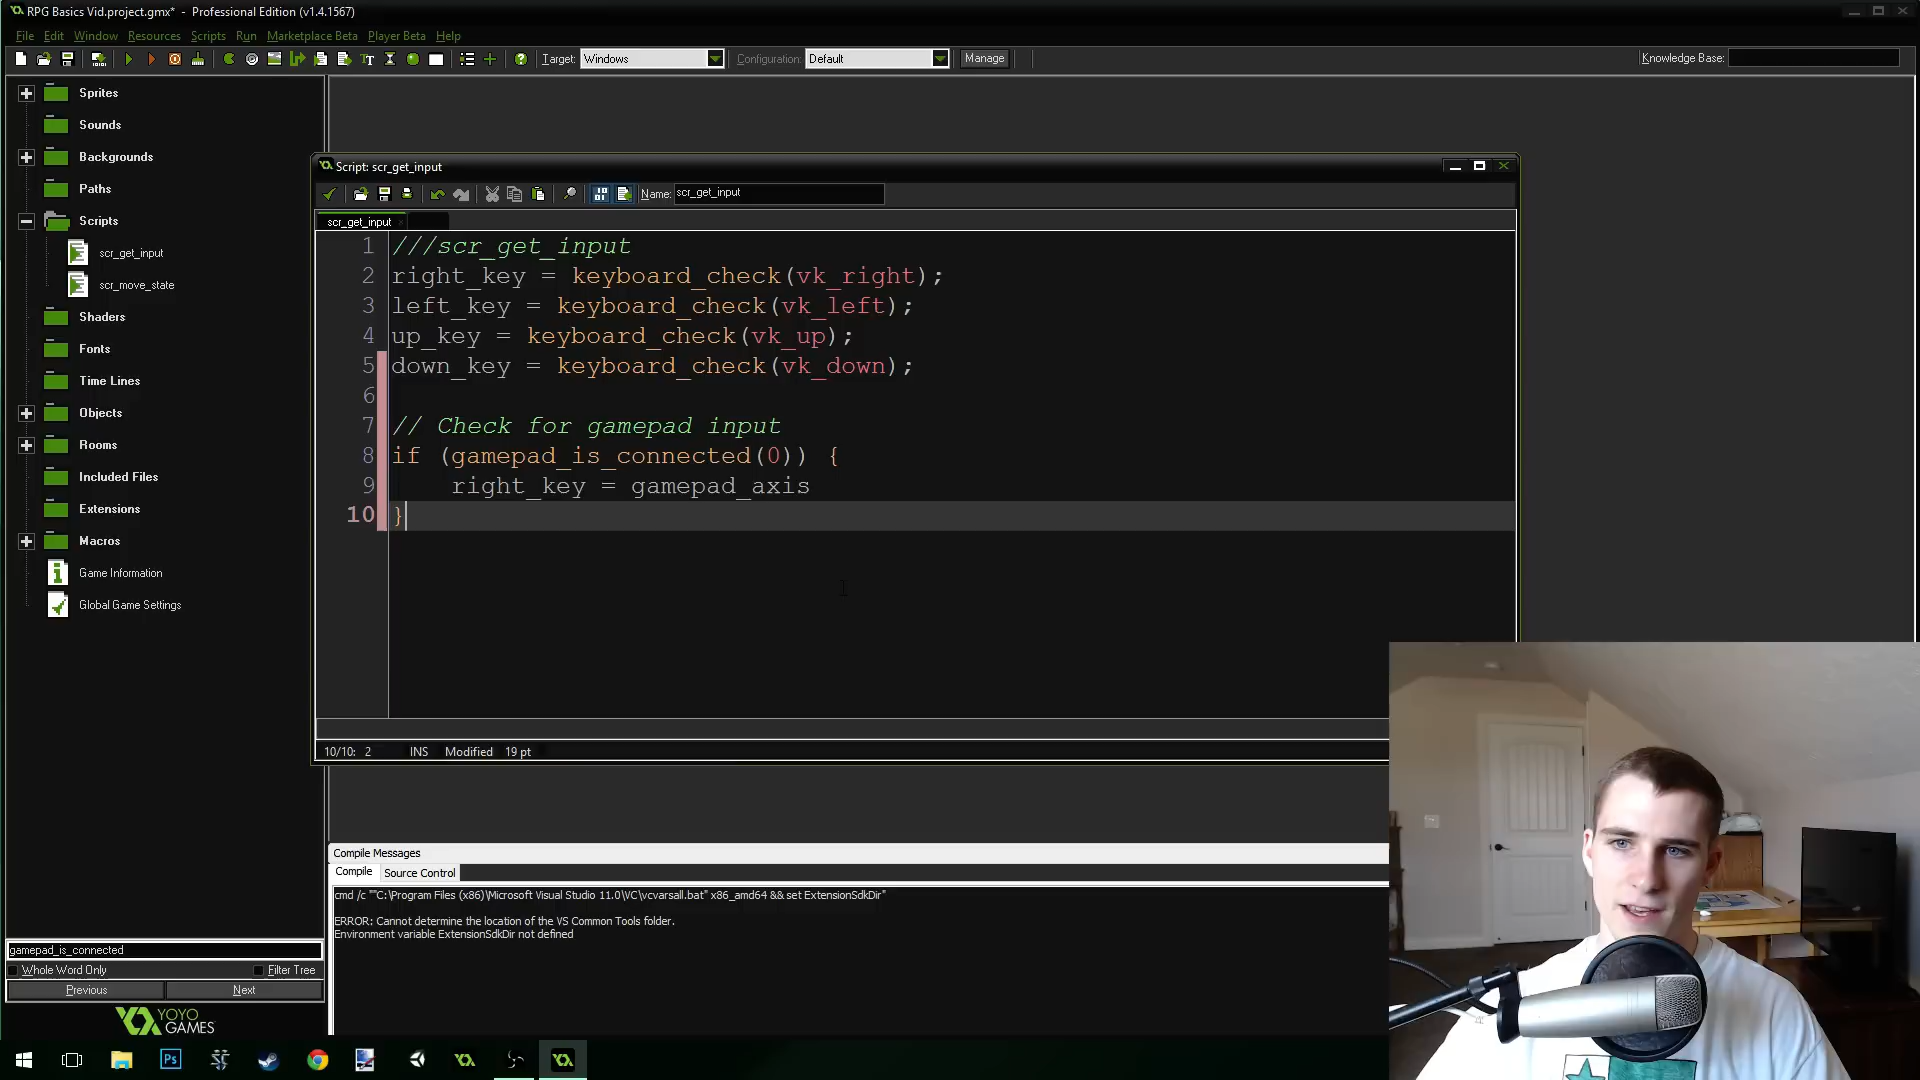 RPG Basics Vid.project.gmx* - Professional Edition (v1.4.1567)
File Edit Window Resources Scripts Run Marketplace Beta Player Beta Help
Target: Windows Configuration: Default Manage Knowledge Base:
Sprites
Sounds
Backgrounds
Paths
Scripts
scr_get_input
scr_move_state
Shaders
Fonts
Time Lines
Objects
Rooms
Included Files
Extensions
Macros
Game Information
Global Game Settings
gamepad_is_connected
Whole Word Only Filter Tree
Previous Next
YOYO
GAMES
Script: scr_get_input
Name: scr_get_input
scr_get_input
1 ///scr_get_input
2 right_key = keyboard_check(vk_right);
3 left_key = keyboard_check(vk_left);
4 up_key = keyboard_check(vk_up);
5 down_key = keyboard_check(vk_down);
6
7 // Check for gamepad input
8 if (gamepad_is_connected(0)) {
9 right_key = gamepad_axis
10 }
10/10: 2 INS Modified 19 pt
Compile Messages
Compile Source Control
cmd /c ""C:\Program Files (x86)\Microsoft Visual Studio 11.0\VC\vcvarsall.bat" x86_amd64 && set ExtensionSdkDir"
ERROR: Cannot determine the location of the VS Common Tools folder.
Environment variable ExtensionSdkDir not defined
Ps